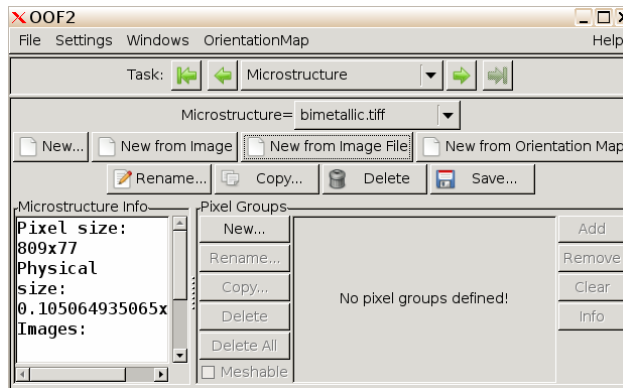 OOF2
File Settings Windows OrientationMap Help
Task: Microstructure
Microstructure= bimetallic.tiff
New... New from Image New from Image File New from Orientation Map
Rename... Copy... Delete Save...
Microstructure Info Pixel Groups
Pixel size:
809x77
Physical
size:
0.105064935065x
Images:
New...
Rename...
Copy...
Delete
Delete All
Meshable
No pixel groups defined!
Add
Remove
Clear
Info